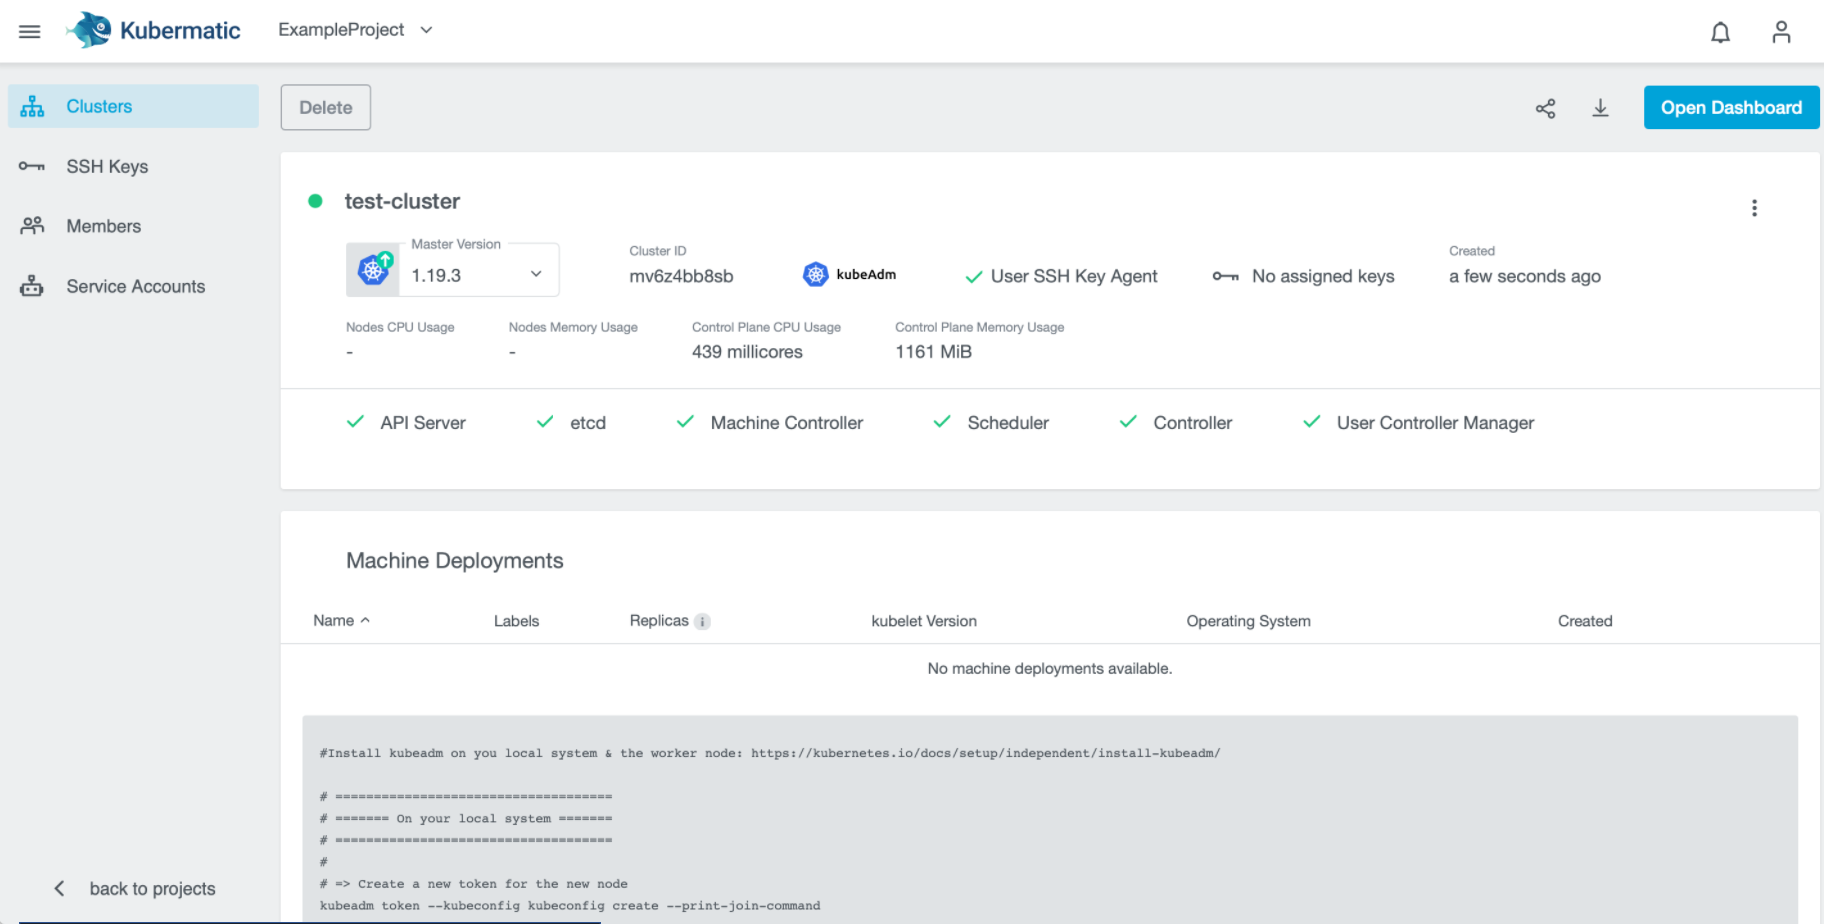 Kubermatic ExampleProject
Clusters
SSH Keys
Members
Service Accounts
back to projects
Delete Open Dashboard
test-cluster
Master Version
1.19.3
Cluster ID
mv6z4bb8sb
kubeAdm
User SSH Key Agent
No assigned keys
Created
a few seconds ago
Nodes CPU Usage
-
Nodes Memory Usage
-
Control Plane CPU Usage
439 millicores
Control Plane Memory Usage
1161 MiB
API Server etcd Machine Controller Scheduler Controller User Controller Manager
Machine Deployments
Name Labels Replicas i kubelet Version Operating System Created
No machine deployments available.
#Install kubeadm on you local system & the worker node: https://kubernetes.io/docs/setup/independent/install-kubeadm/
# ====================================
# ======= On your local system =======
# ====================================
#
# => Create a new token for the new node
kubeadm token --kubeconfig kubeconfig create --print-join-command